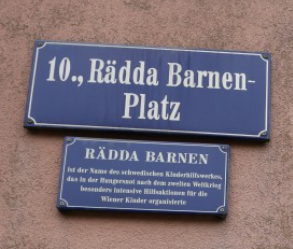 10., Rädda Barnen-
Platz
RÄDDA BARNEN
ist der Name des schwedischen Kinderhilfswerkes,
das in der Hungersnot nach dem zweiten Weltkrieg
besonders intensive Hilfsaktionen für die
Wiener Kinder organisierte